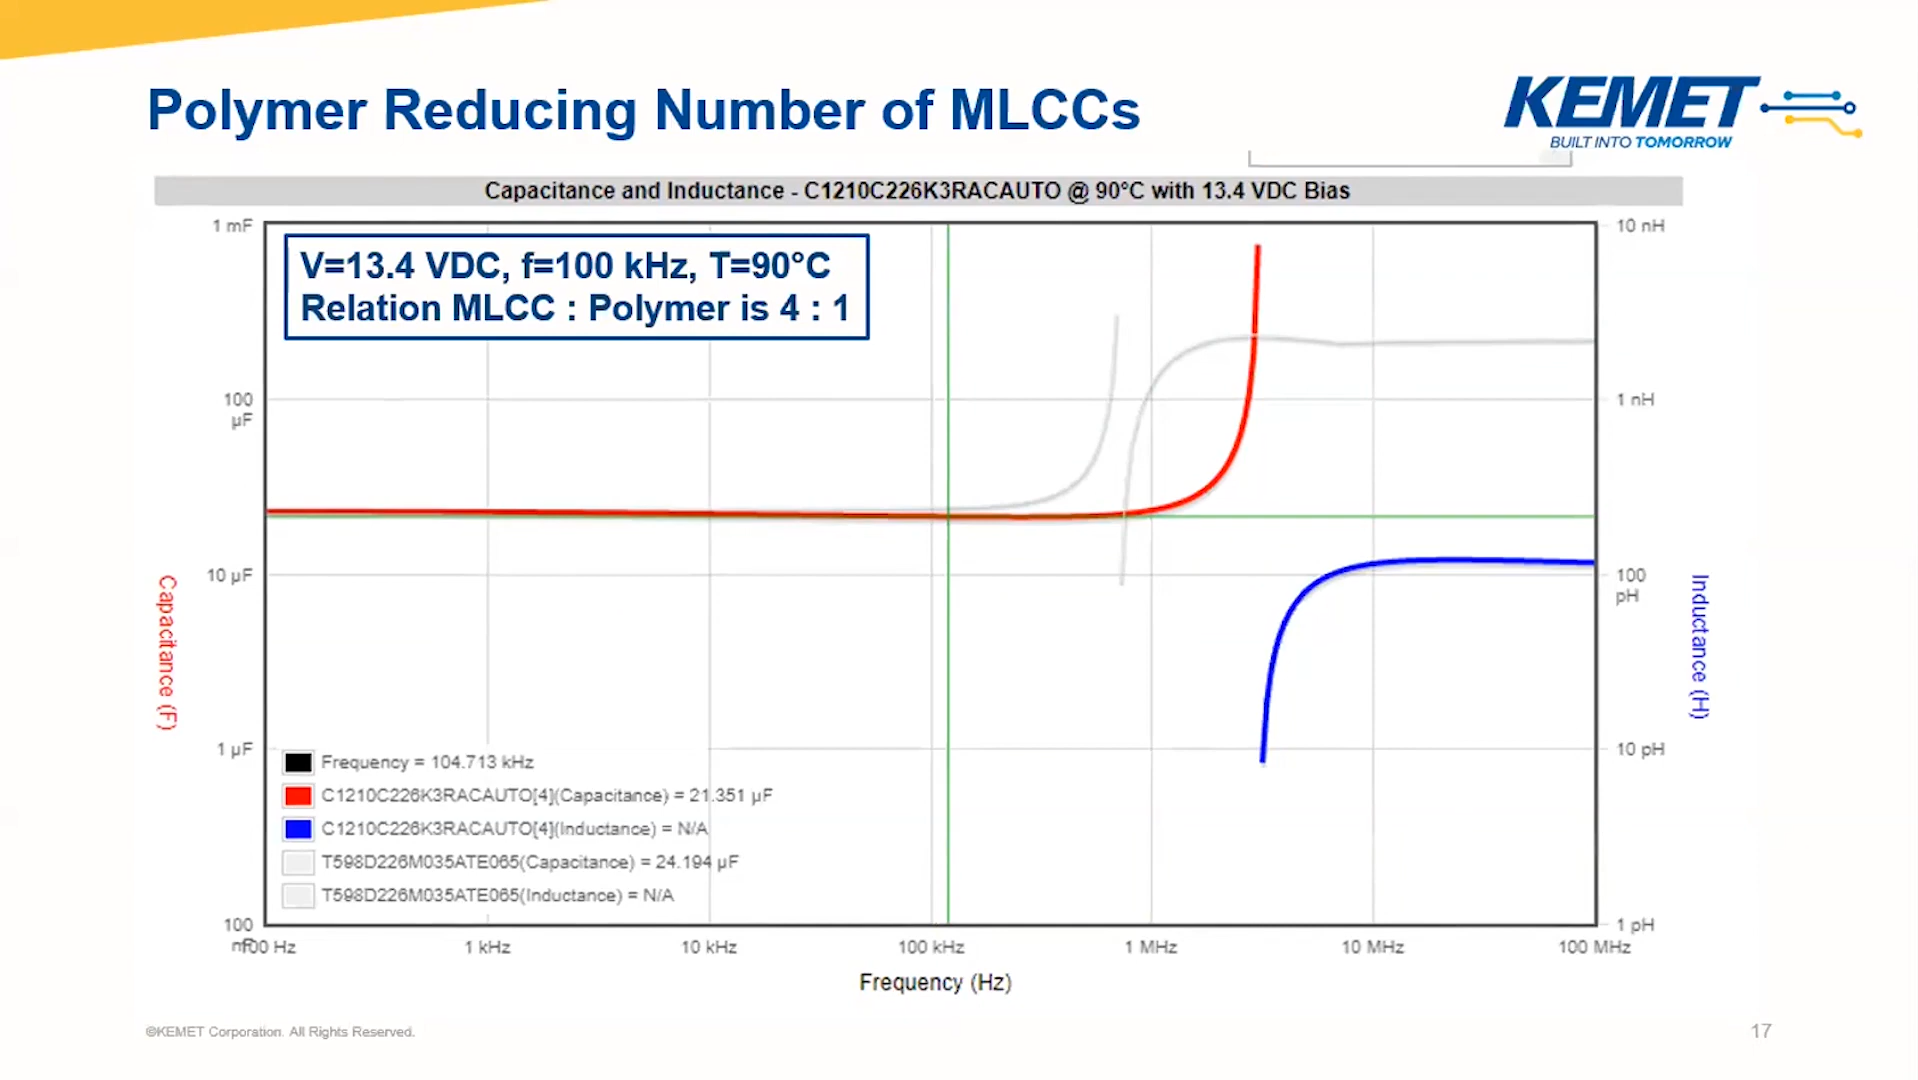 Polymer Reducing Number of MLCCs
KEMET
BUILT INTO TOMORROW
Capacitance and Inductance - C1210C226K3RACAUTO @ 90°C with 13.4 VDC Bias
V=13.4 VDC, f=100 kHz, T=90°C
Relation MLCC : Polymer is 4 : 1
1 mF
100
µF
10 µF
1 µF
100
nF
Capacitance (F)
10 nH
1 nH
100
pH
10 pH
1 pH
Inductance (H)
Frequency = 104.713 kHz
C1210C226K3RACAUTO[4](Capacitance) = 21.351 µF
C1210C226K3RACAUTO[4](Inductance) = N/A
T598D226M035ATE065(Capacitance) = 24.194 µF
T598D226M035ATE065(Inductance) = N/A
100 Hz
1 kHz
10 kHz
100 kHz
1 MHz
10 MHz
100 MHz
Frequency (Hz)
©KEMET Corporation. All Rights Reserved.
17